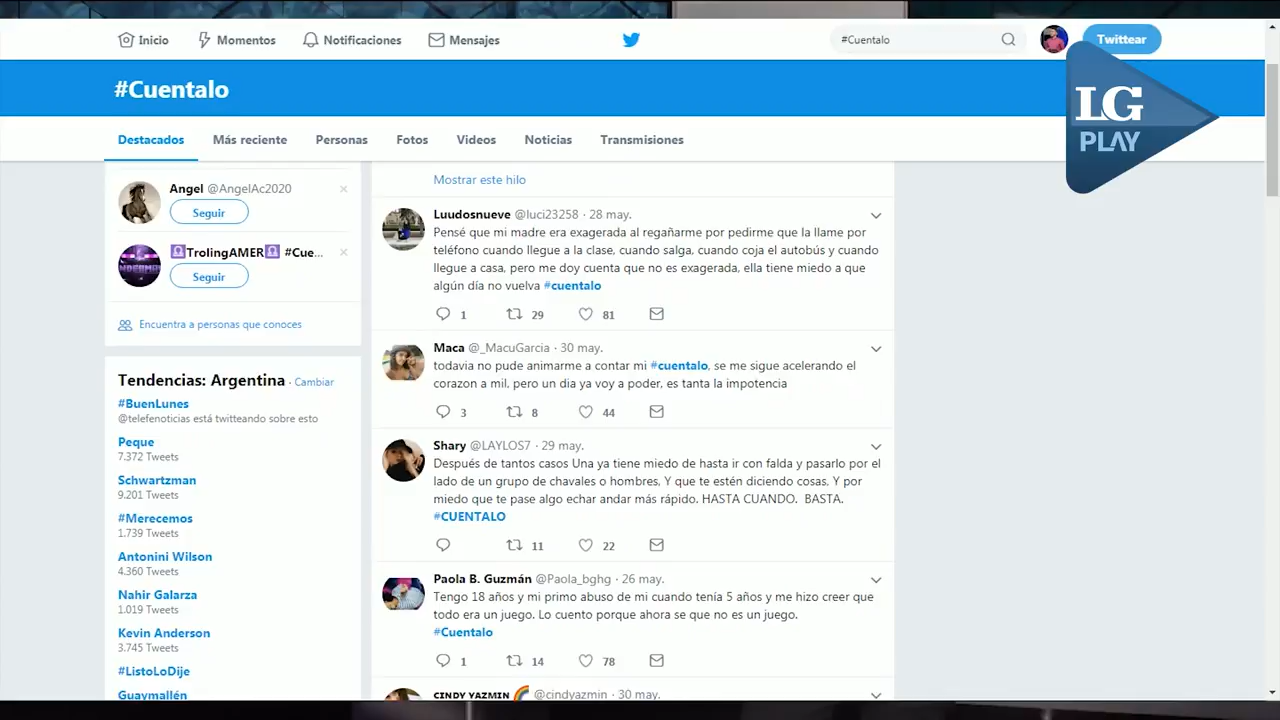 Inicio Momentos Notificaciones Mensajes #Cuentalo Twittear
#Cuentalo
LG
PLAY
Destacados Más reciente Personas Fotos Videos Noticias Transmisiones
Angel @AngelAc2020
Seguir
TrolingAMER #Cue...
Seguir
Encuentra a personas que conoces
Tendencias: Argentina · Cambiar
#BuenLunes
@telefenoticias está twitteando sobre esto
Peque
7.372 Tweets
Schwartzman
9.201 Tweets
#Merecemos
1.739 Tweets
Antonini Wilson
4.360 Tweets
Nahir Galarza
1.019 Tweets
Kevin Anderson
3.745 Tweets
#ListoLoDije
Guaymallén
Mostrar este hilo
Luudosnueve @luci23258 · 28 may.
Pensé que mi madre era exagerada al regañarme por pedirme que la llame por
teléfono cuando llegue a la clase, cuando salga, cuando coja el autobús y cuando
llegue a casa, pero me doy cuenta que no es exagerada, ella tiene miedo a que
algún día no vuelva #cuentalo
1 29 81
Maca @_MacuGarcia · 30 may.
todavia no pude animarme a contar mi #cuentalo, se me sigue acelerando el
corazon a mil, pero un dia ya voy a poder, es tanta la impotencia
3 8 44
Shary @LAYLOS7 · 29 may.
Después de tantos casos Una ya tiene miedo de hasta ir con falda y pasarlo por el
lado de un grupo de chavales o hombres, Y que te estén diciendo cosas, Y por
miedo que te pase algo echar andar más rápido. HASTA CUANDO. BASTA.
#CUENTALO
11 22
Paola B. Guzmán @Paola_bghg · 26 may.
Tengo 18 años y mi primo abuso de mi cuando tenía 5 años y me hizo creer que
todo era un juego. Lo cuento porque ahora se que no es un juego.
#Cuentalo
1 14 78
CINDY YAZMIN @cindyazmin · 30 may.